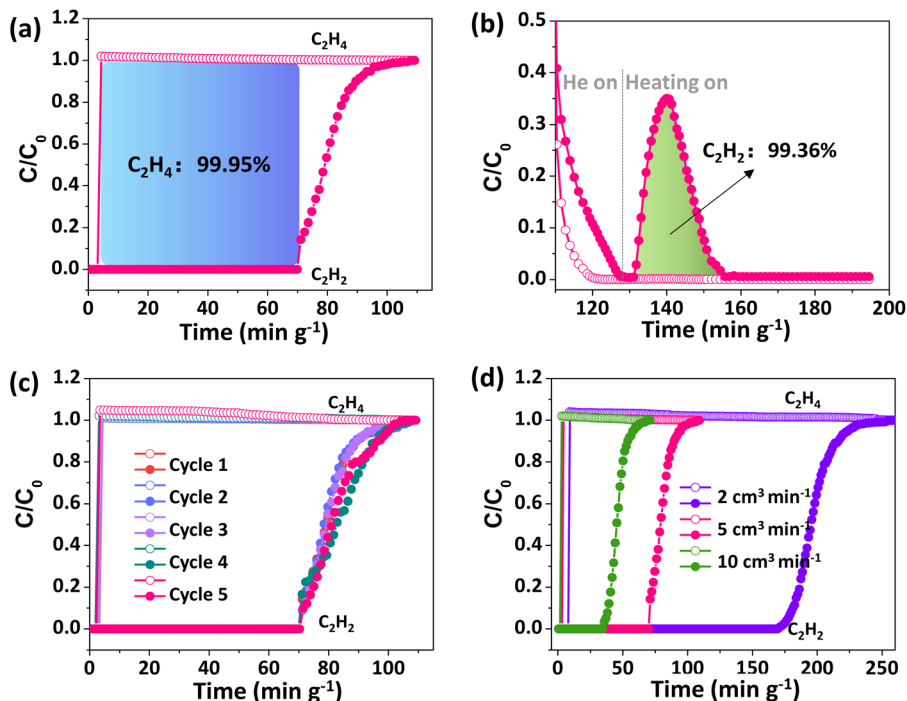 (a)
1.2
1.0
0.8
0.6
0.4
0.2
0.0
C/C₀
C₂H₄
C₂H₄: 99.95%
C₂H₂
0 20 40 60 80 100
Time (min g⁻¹)
(b)
0.5
0.4
0.3
0.2
0.1
0.0
C/C₀
He on Heating on
C₂H₂: 99.36%
120 140 160 180 200
Time (min g⁻¹)
(c)
1.2
1.0
0.8
0.6
0.4
0.2
0.0
C/C₀
C₂H₄
Cycle 1
Cycle 2
Cycle 3
Cycle 4
Cycle 5
C₂H₂
0 20 40 60 80 100
Time (min g⁻¹)
(d)
1.2
1.0
0.8
0.6
0.4
0.2
0.0
C/C₀
C₂H₄
2 cm³ min⁻¹
5 cm³ min⁻¹
10 cm³ min⁻¹
C₂H₂
0 50 100 150 200 250
Time (min g⁻¹)